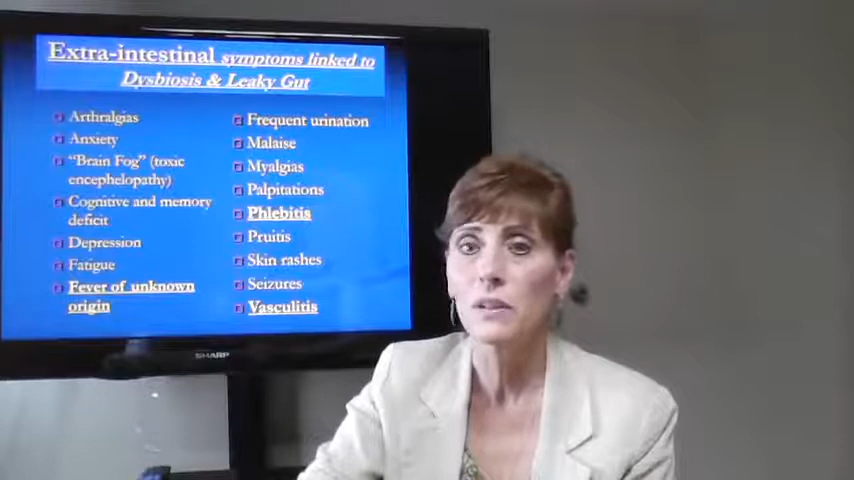 Extra-intestinal symptoms linked to
Dysbiosis & Leaky Gut
Arthralgias
Anxiety
"Brain Fog" (toxic
encephelopathy)
Cognitive and memory
deficit
Depression
Fatigue
Fever of unknown
origin
Frequent urination
Malaise
Myalgias
Palpitations
Phlebitis
Pruitis
Skin rashes
Seizures
Vasculitis
SHARP